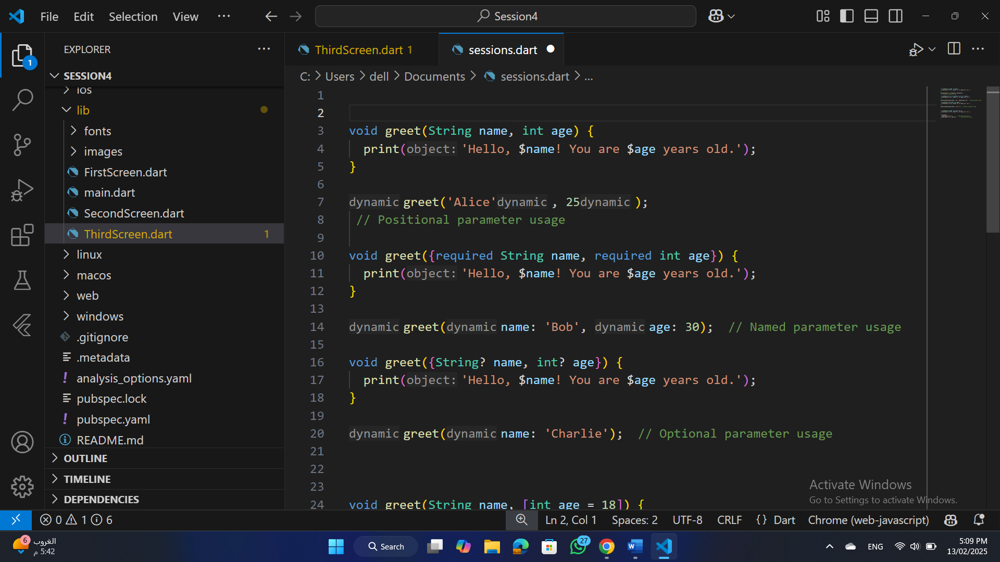 File Edit Selection View ...
Session4
EXPLORER
SESSION4
ios
lib
fonts
images
FirstScreen.dart
main.dart
SecondScreen.dart
ThirdScreen.dart 1
linux
macos
web
windows
.gitignore
.metadata
analysis_options.yaml
pubspec.lock
pubspec.yaml
README.md
OUTLINE
TIMELINE
DEPENDENCIES
1
ThirdScreen.dart 1
sessions.dart
C: > Users > dell > Documents > sessions.dart > ...
1
2
3 void greet(String name, int age) {
4 print(object: 'Hello, $name! You are $age years old.');
5 }
6
7 dynamic greet('Alice'dynamic , 25dynamic );
8 // Positional parameter usage
9
10 void greet({required String name, required int age}) {
11 print(object: 'Hello, $name! You are $age years old.');
12 }
13
14 dynamic greet(dynamic name: 'Bob', dynamic age: 30); // Named parameter usage
15
16 void greet({String? name, int? age}) {
17 print(object: 'Hello, $name! You are $age years old.');
18 }
19
20 dynamic greet(dynamic name: 'Charlie'); // Optional parameter usage
21
22
23
24 void greet(String name, [int age = 18]) {
Activate Windows
Go to Settings to activate Windows.
0 1 6
Ln 2, Col 1 Spaces: 2 UTF-8 CRLF {} Dart Chrome (web-javascript)
6
الغروب
5:42 م
Search
27
ENG
5:09 PM
13/02/2025